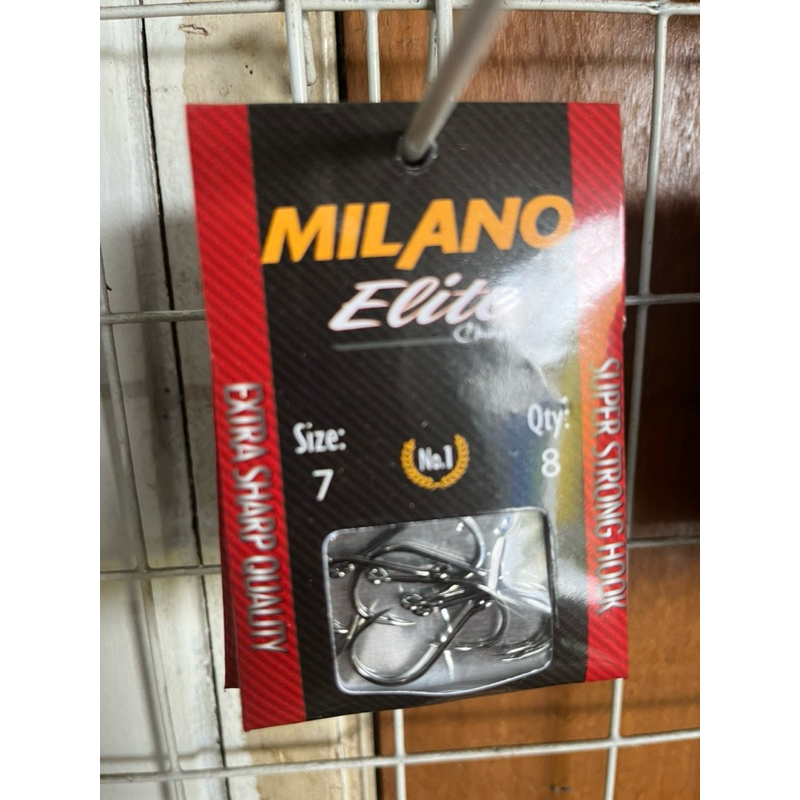 MILANO
Elite
Size:
7
No.1
Qty:
8
EXTRA SHARP QUALITY
SUPER STRONG HOOK